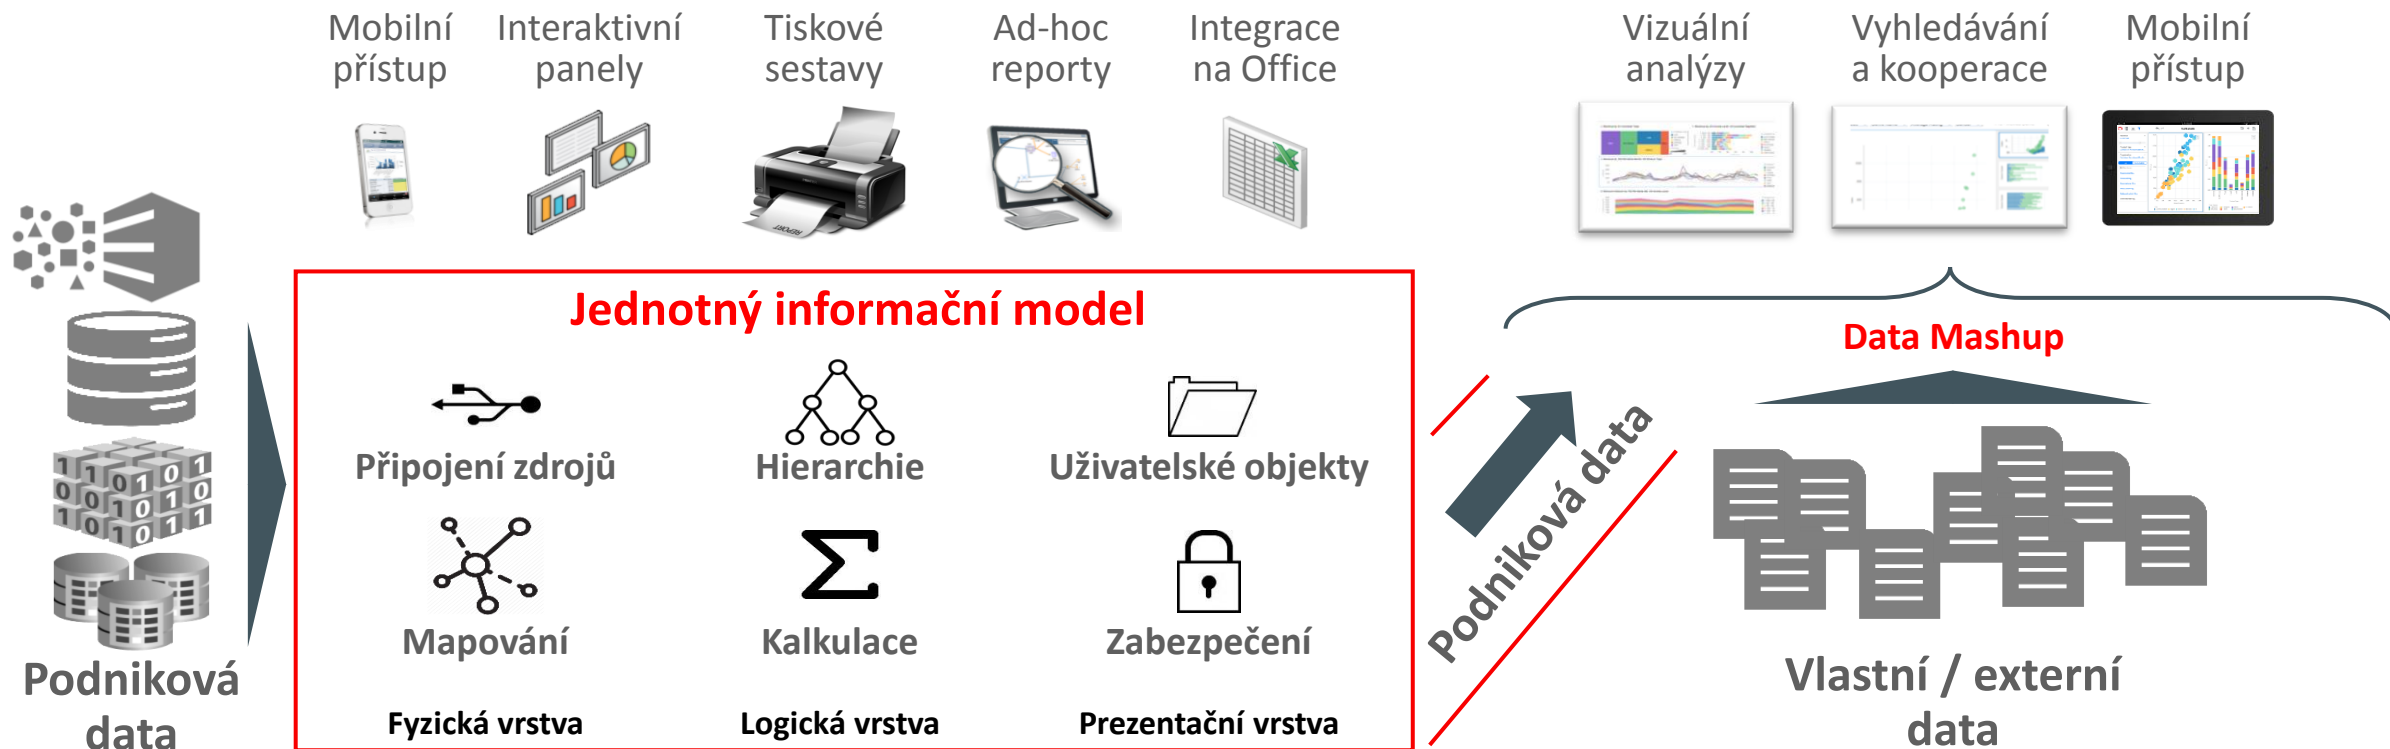 Mobilní
přístup
Interaktivní
panely
Tiskové
sestavy
Ad-hoc
reporty
Integrace
na Office
Vizuální
analýzy
Vyhledávání
a kooperace
Mobilní
přístup
REPORT
Jednotný informační model
Data Mashup
Připojení zdrojů
Hierarchie
Uživatelské objekty
Podniková data
Mapování
Kalkulace
Zabezpečení
Fyzická vrstva
Logická vrstva
Prezentační vrstva
Podniková
data
Vlastní / externí
data